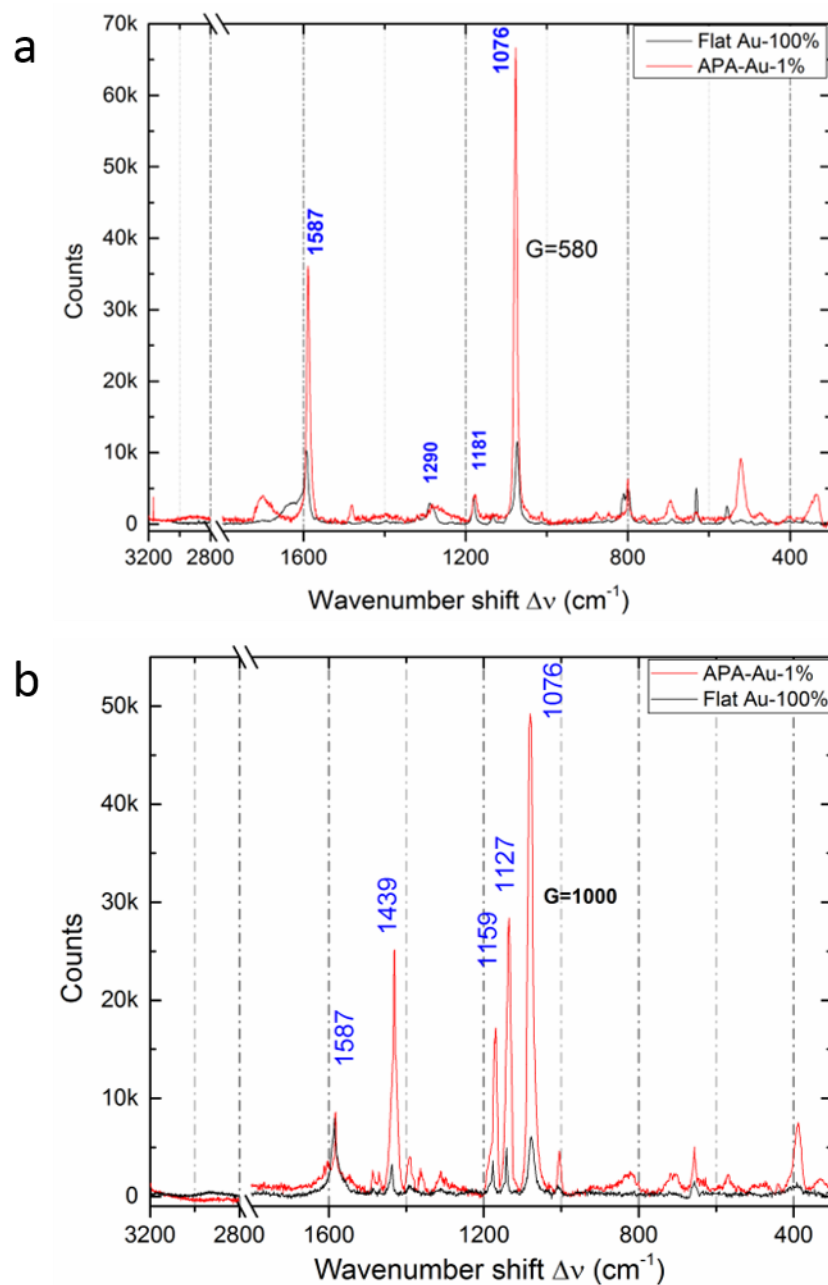 a
70k
60k
50k
40k
30k
20k
10k
0
Counts
1587
1290
1181
1076
G=580
Flat Au-100%
APA-Au-1%
3200 2800 1600 1200 800 400
Wavenumber shift Δν (cm⁻¹)
b
50k
40k
30k
20k
10k
0
Counts
1587
1439
1159
1127
1076
G=1000
APA-Au-1%
Flat Au-100%
3200 2800 1600 1200 800 400
Wavenumber shift Δν (cm⁻¹)